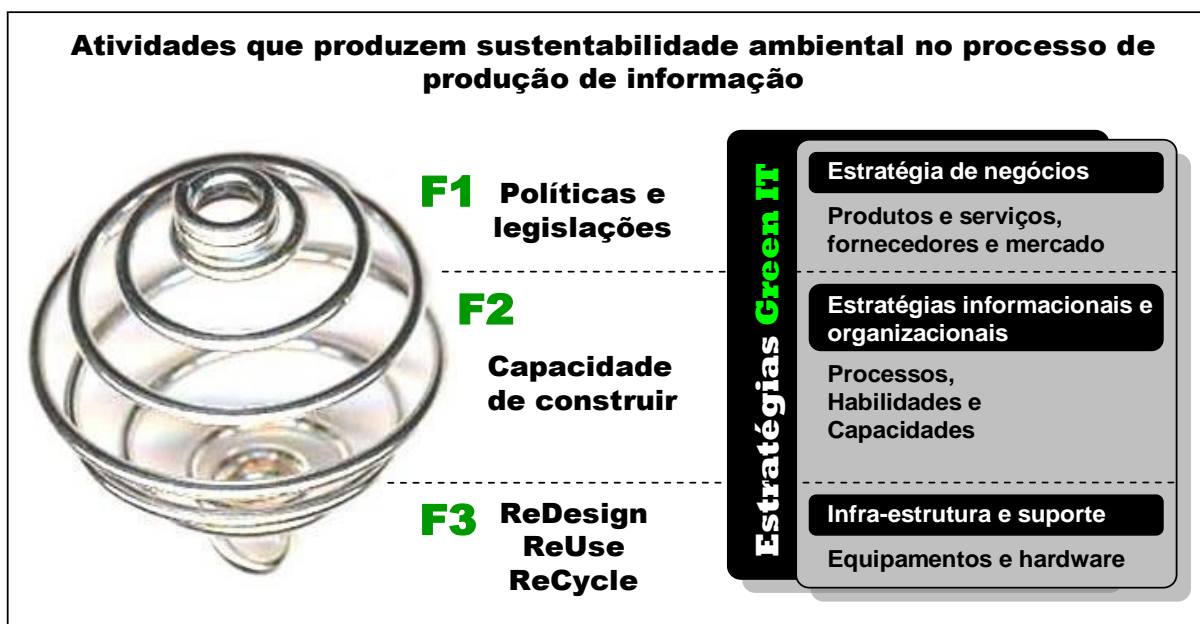 Atividades que produzem sustentabilidade ambiental no processo de
produção de informação
F1 Políticas e
legislações
F2
Capacidade
de construir
F3 ReDesign
ReUse
ReCycle
Estratégias Green IT
Estratégia de negócios
Produtos e serviços,
fornecedores e mercado
Estratégias informacionais e
organizacionais
Processos,
Habilidades e
Capacidades
Infra-estrutura e suporte
Equipamentos e hardware